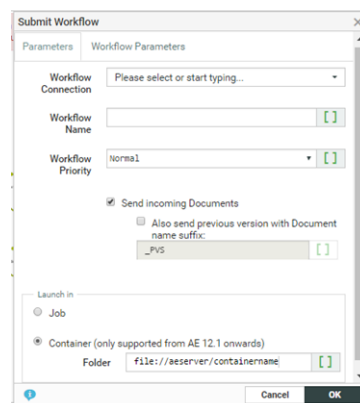 Submit Workflow
Parameters Workflow Parameters
Workflow Connection Please select or start typing...
Workflow Name []
Workflow Priority Normal []
Send incoming Documents
Also send previous version with Document
name suffix:
_PVS []
Launch in
Job
Container (only supported from AE 12.1 onwards)
Folder file://aeserver/containername []
Cancel OK